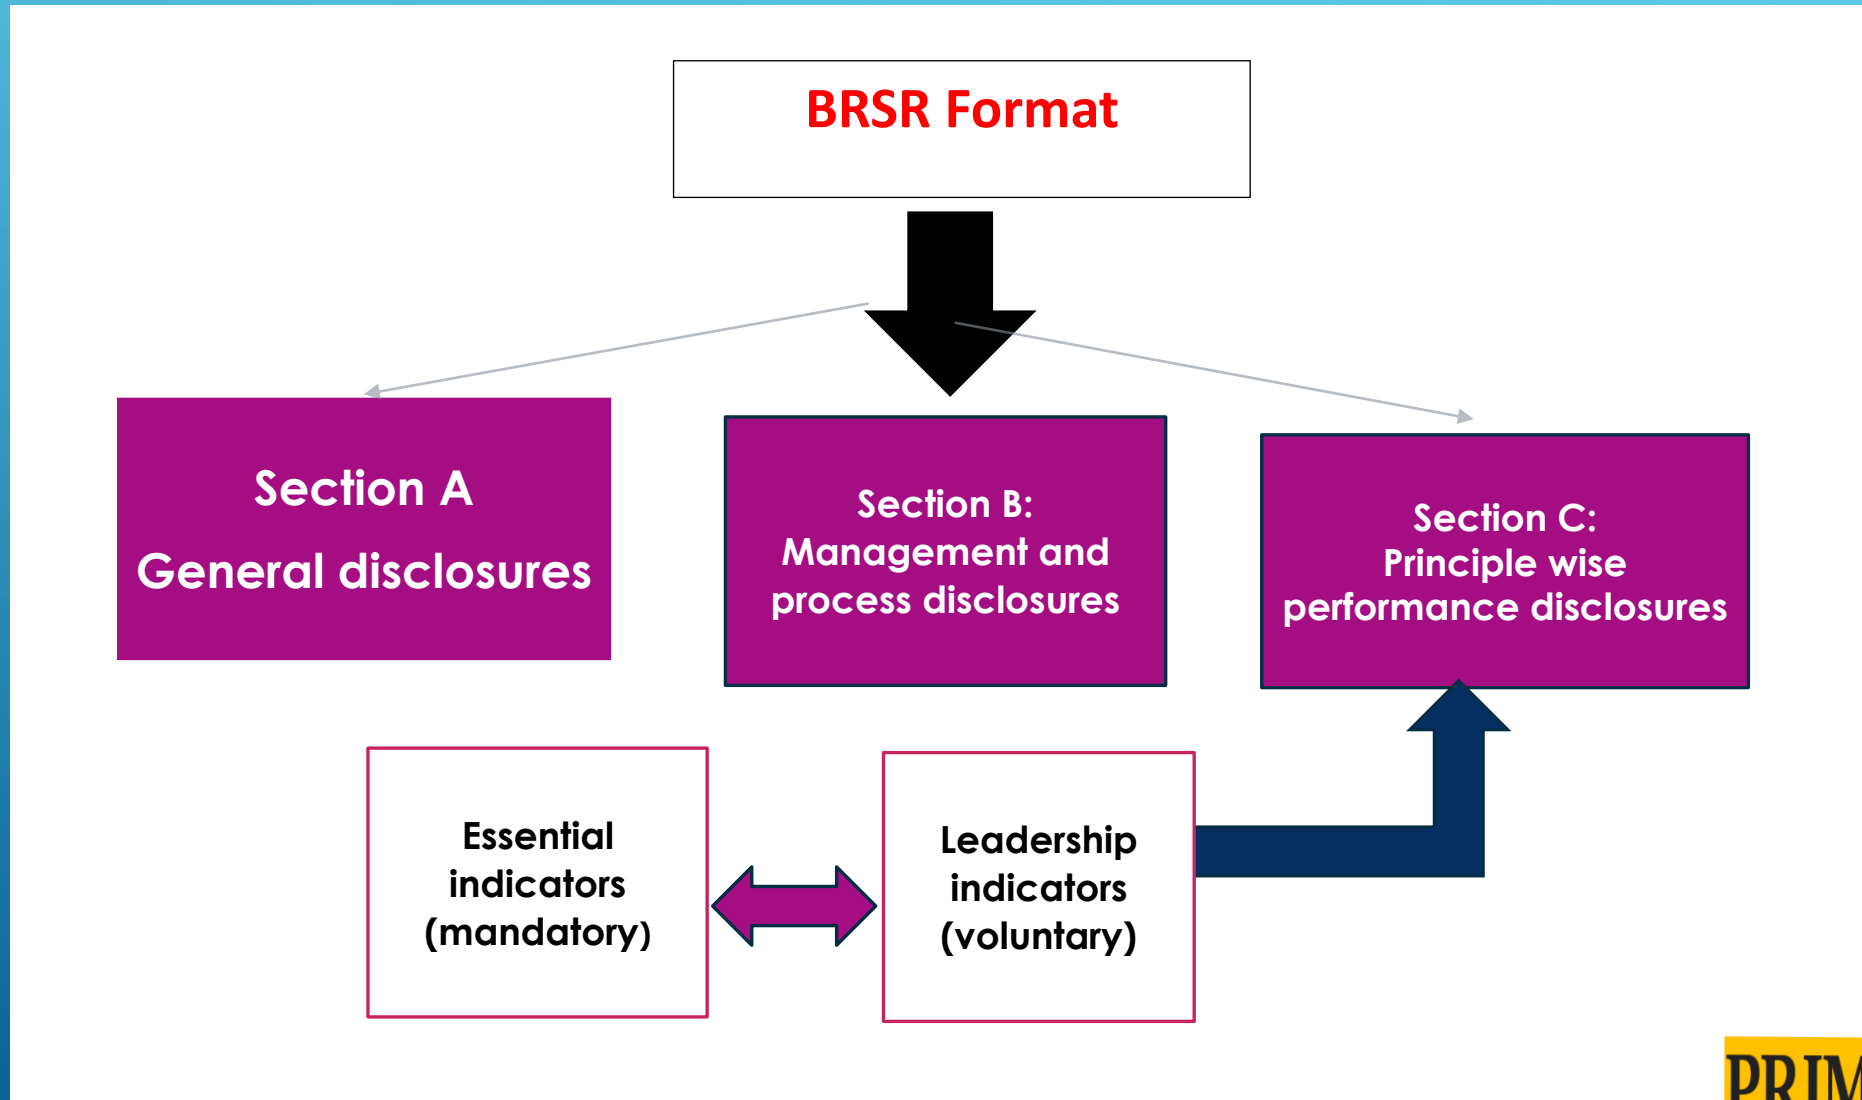 BRSR Format
Section A
General disclosures
Section B:
Management and
process disclosures
Section C:
Principle wise
performance disclosures
Essential
indicators
(mandatory)
Leadership
indicators
(voluntary)
PRIM